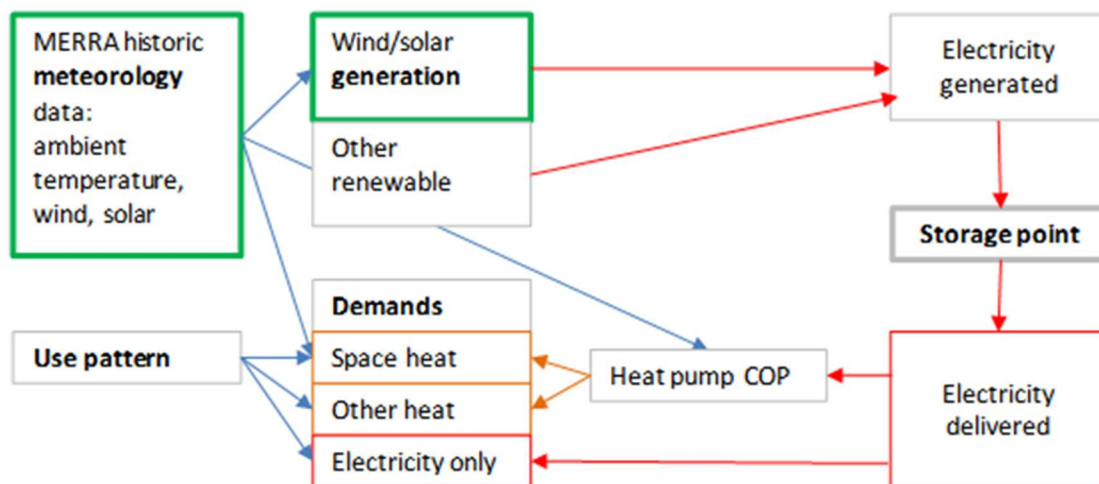 MERRA historic
meteorology
data:
ambient
temperature,
wind, solar
Wind/solar
generation
Other
renewable
Electricity
generated
Storage point
Demands
Use pattern
Space heat
Other heat
Electricity only
Heat pump COP
Electricity
delivered